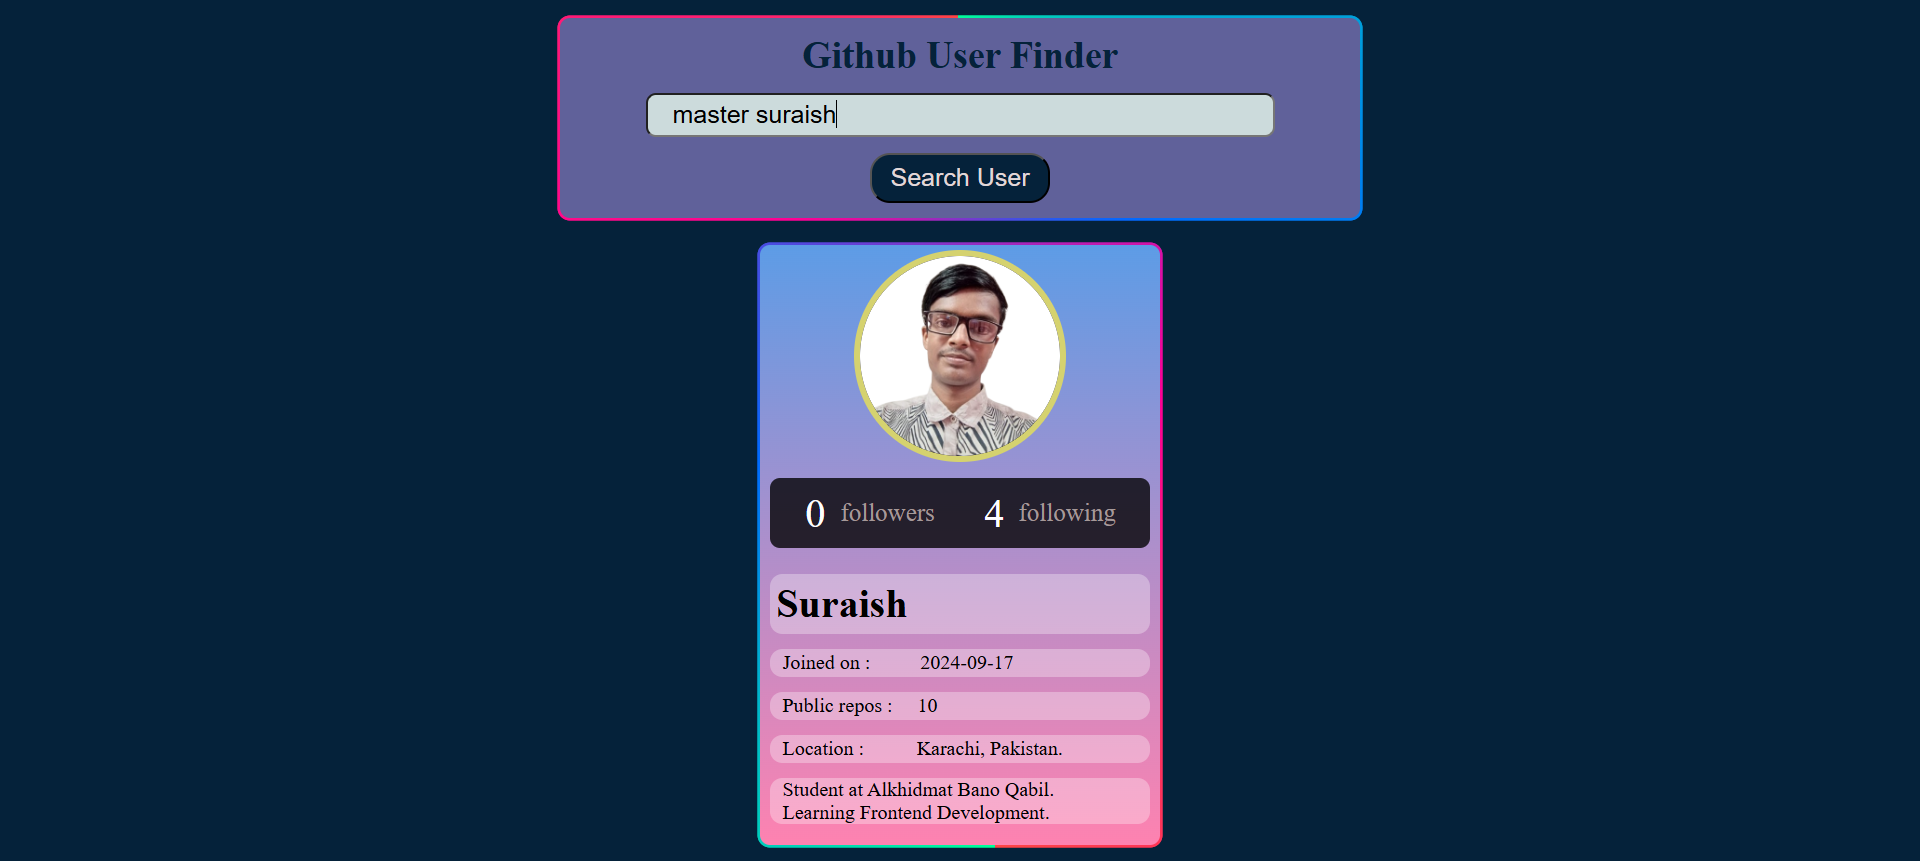 Github User Finder
master suraish
Search User
0 followers 4 following
Suraish
Joined on : 2024-09-17
Public repos : 10
Location : Karachi, Pakistan.
Student at Alkhidmat Bano Qabil.
Learning Frontend Development.